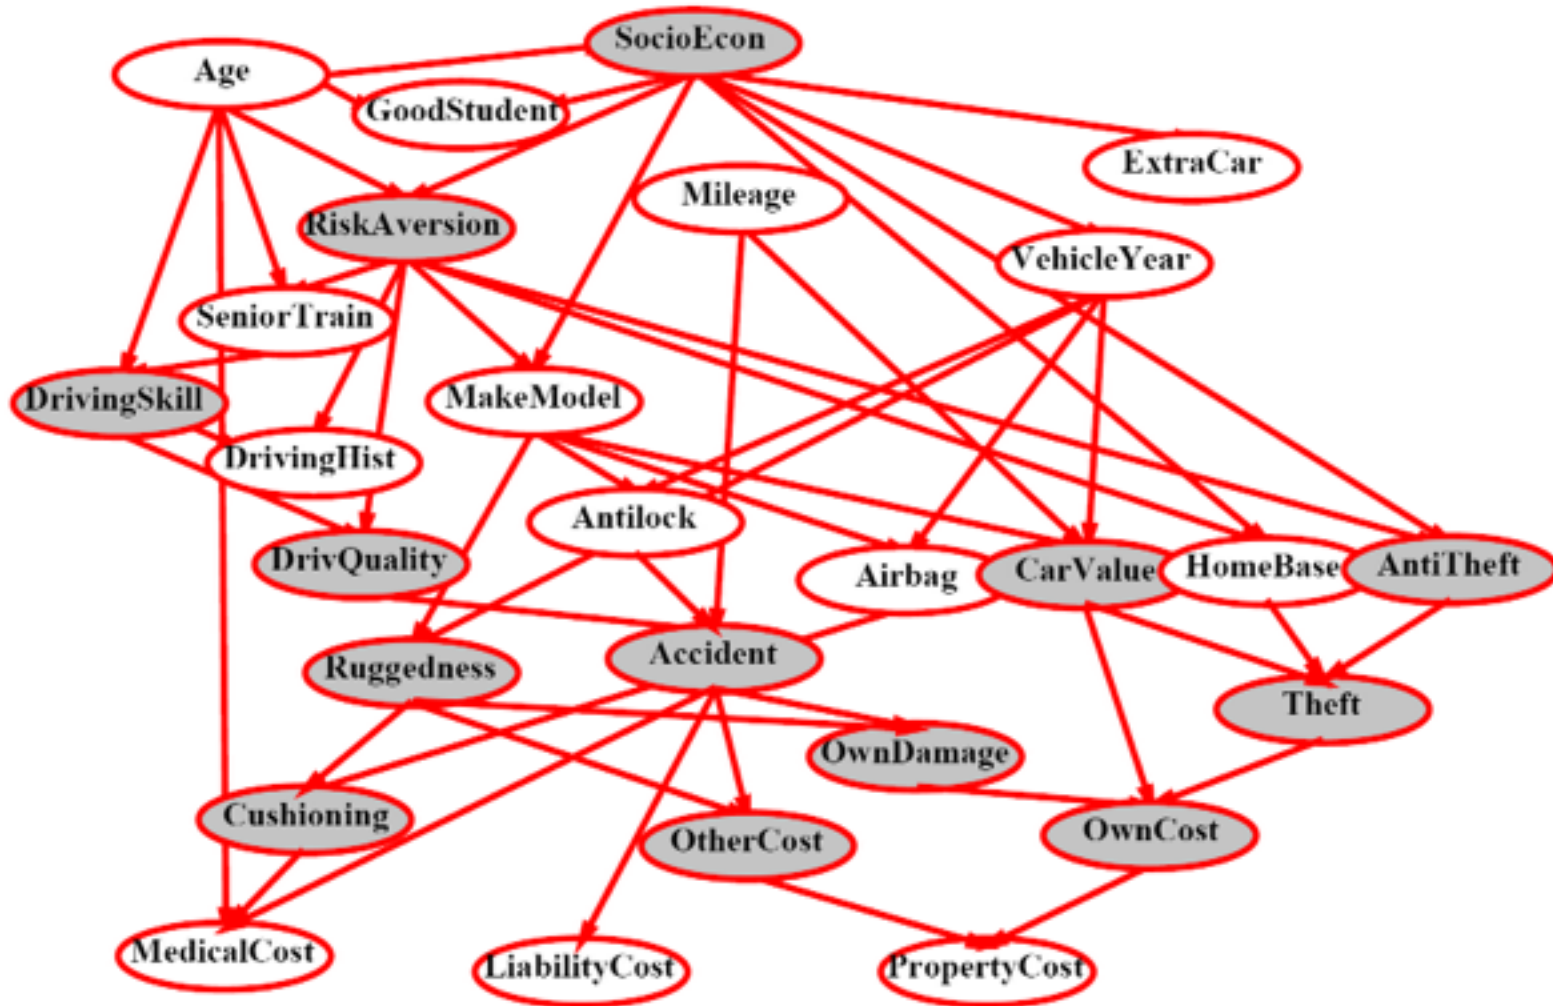 SocioEcon
Age
GoodStudent
ExtraCar
Mileage
RiskAversion
VehicleYear
SeniorTrain
DrivingSkill
MakeModel
DrivingHist
Antilock
DrivQuality
Airbag
CarValue
HomeBase
AntiTheft
Accident
Ruggedness
Theft
OwnDamage
Cushioning
OtherCost
OwnCost
MedicalCost
LiabilityCost
PropertyCost